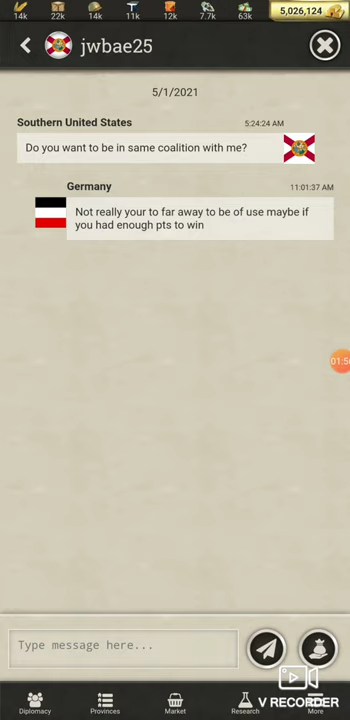 14k 22k 14k 11k 12k 7.7k 63k 5,026,124
jwbae25
5/1/2021
Southern United States 5:24:24 AM
Do you want to be in same coalition with me?
Germany 11:01:37 AM
Not really your to far away to be of use maybe if
you had enough pts to win
Type message here...
Diplomacy Provinces Market Research More
V RECORDER